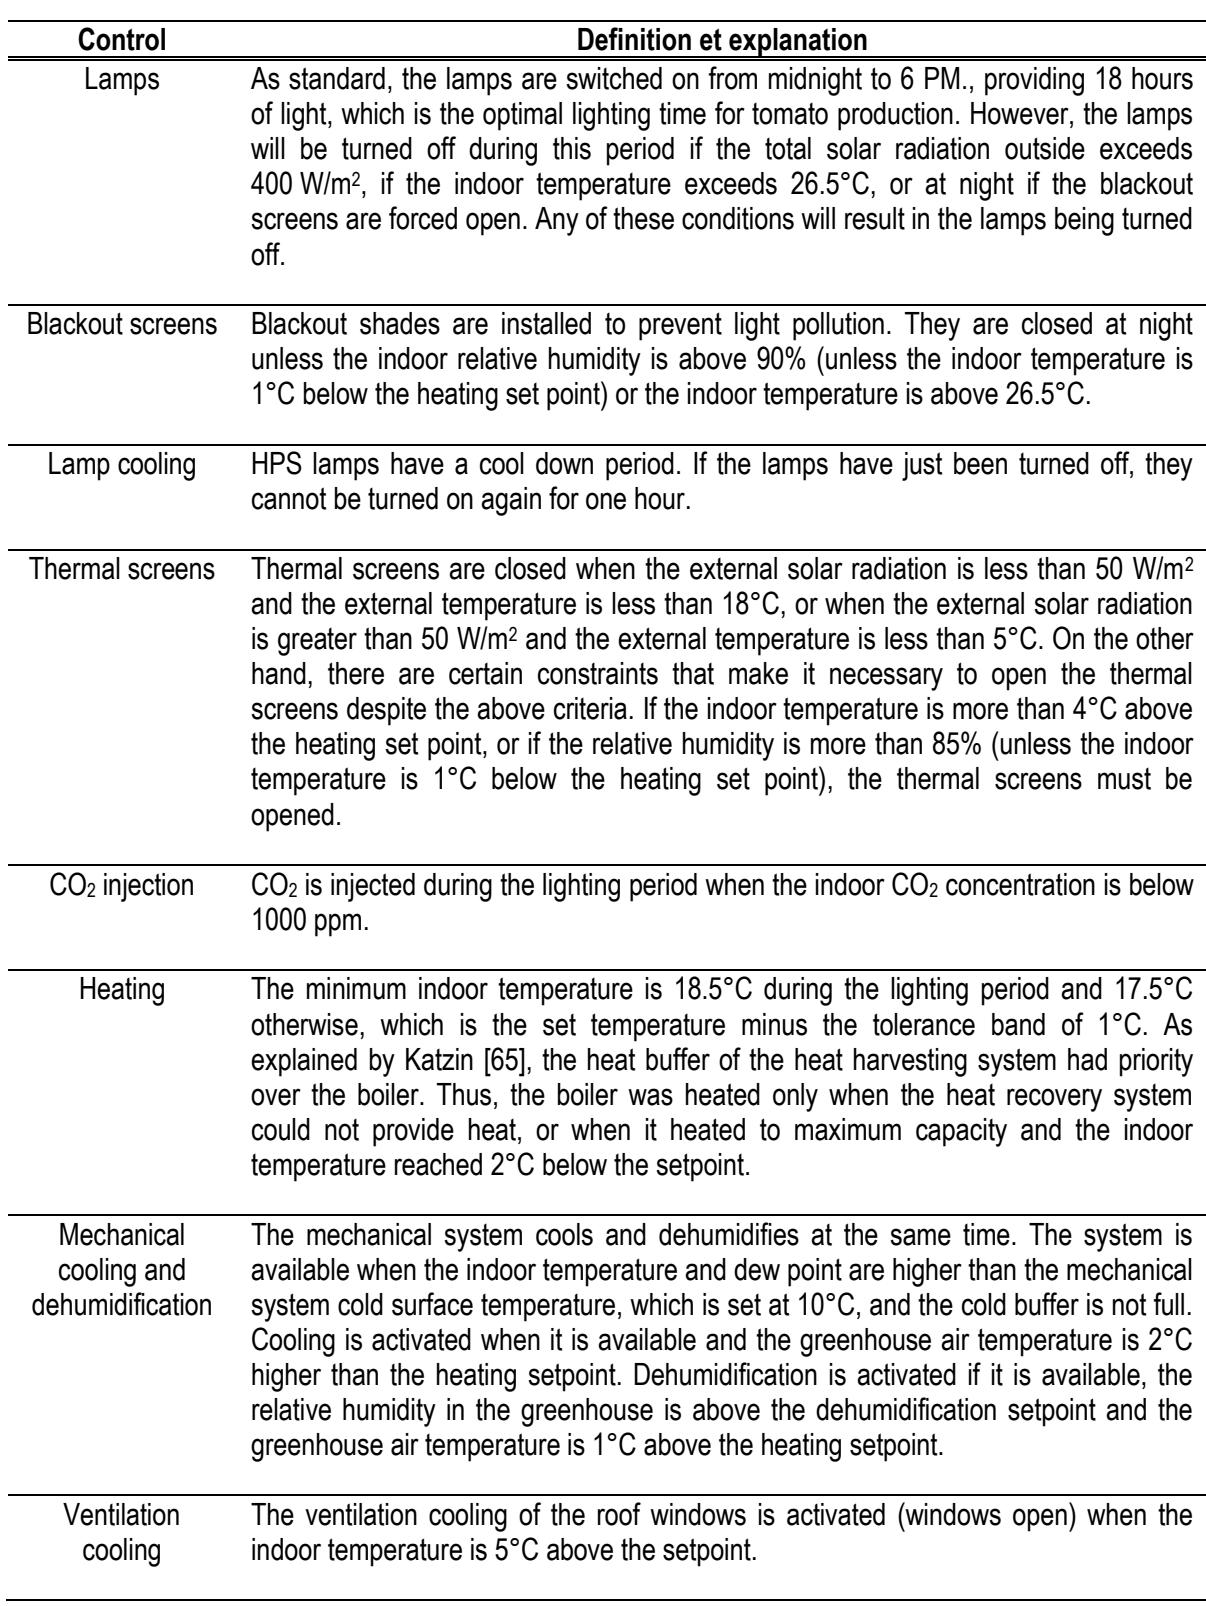 Control Definition et explanation
Lamps As standard, the lamps are switched on from midnight to 6 PM., providing 18 hours
of light, which is the optimal lighting time for tomato production. However, the lamps
will be turned off during this period if the total solar radiation outside exceeds
400 W/m², if the indoor temperature exceeds 26.5°C, or at night if the blackout
screens are forced open. Any of these conditions will result in the lamps being turned
off.
Blackout screens Blackout shades are installed to prevent light pollution. They are closed at night
unless the indoor relative humidity is above 90% (unless the indoor temperature is
1°C below the heating set point) or the indoor temperature is above 26.5°C.
Lamp cooling HPS lamps have a cool down period. If the lamps have just been turned off, they
cannot be turned on again for one hour.
Thermal screens Thermal screens are closed when the external solar radiation is less than 50 W/m²
and the external temperature is less than 18°C, or when the external solar radiation
is greater than 50 W/m² and the external temperature is less than 5°C. On the other
hand, there are certain constraints that make it necessary to open the thermal
screens despite the above criteria. If the indoor temperature is more than 4°C above
the heating set point, or if the relative humidity is more than 85% (unless the indoor
temperature is 1°C below the heating set point), the thermal screens must be
opened.
CO₂ injection CO₂ is injected during the lighting period when the indoor CO₂ concentration is below
1000 ppm.
Heating The minimum indoor temperature is 18.5°C during the lighting period and 17.5°C
otherwise, which is the set temperature minus the tolerance band of 1°C. As
explained by Katzin [65], the heat buffer of the heat harvesting system had priority
over the boiler. Thus, the boiler was heated only when the heat recovery system
could not provide heat, or when it heated to maximum capacity and the indoor
temperature reached 2°C below the setpoint.
Mechanical The mechanical system cools and dehumidifies at the same time. The system is
cooling and available when the indoor temperature and dew point are higher than the mechanical
dehumidification system cold surface temperature, which is set at 10°C, and the cold buffer is not full.
Cooling is activated when it is available and the greenhouse air temperature is 2°C
higher than the heating setpoint. Dehumidification is activated if it is available, the
relative humidity in the greenhouse is above the dehumidification setpoint and the
greenhouse air temperature is 1°C above the heating setpoint.
Ventilation The ventilation cooling of the roof windows is activated (windows open) when the
cooling indoor temperature is 5°C above the setpoint.